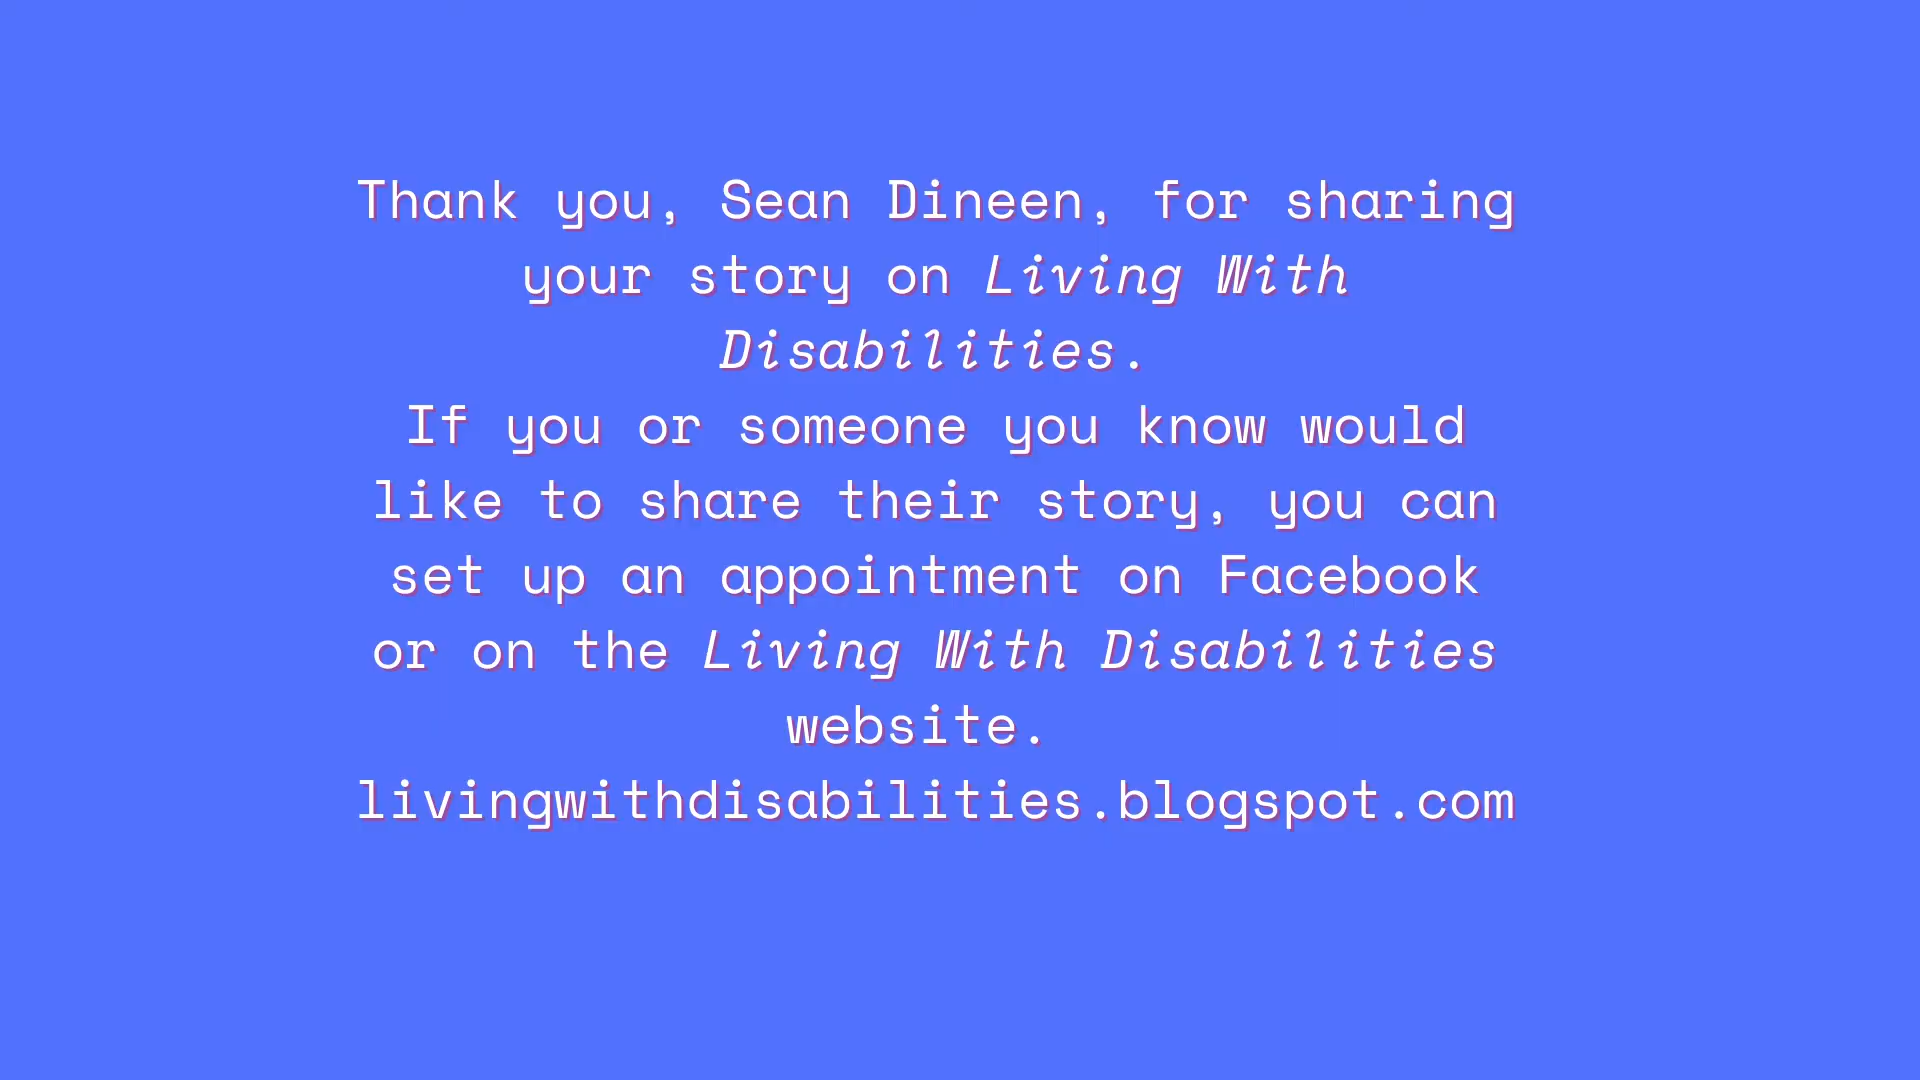 Thank you, Sean Dineen, for sharing
your story on Living With
Disabilities.
If you or someone you know would
like to share their story, you can
set up an appointment on Facebook
or on the Living With Disabilities
website.
livingwithdisabilities.blogspot.com